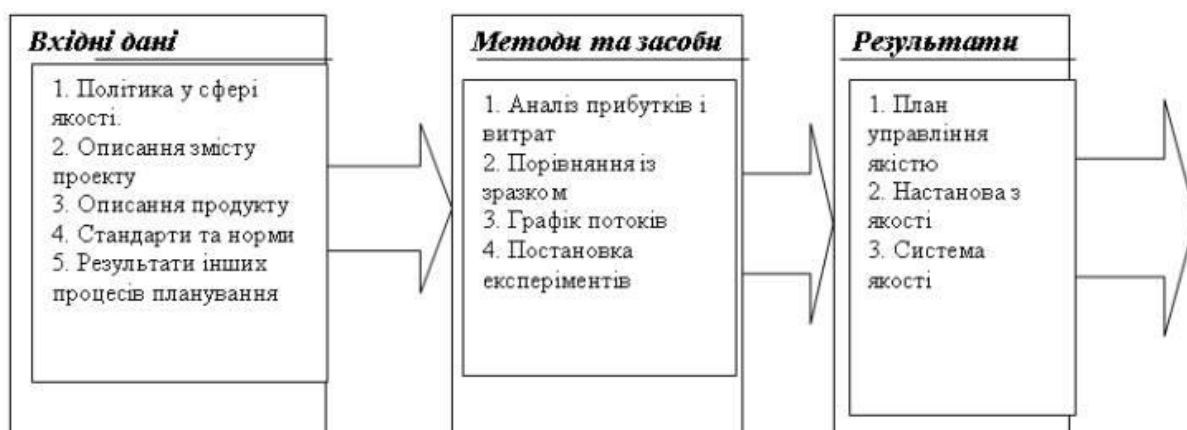 Вхідні дані
1. Політика у сфері
якості.
2. Описання змісту
проекту
3. Описання продукту
4. Стандарти та норми
5. Результати інших
процесів планування
Методи та засоби
1. Аналіз прибутків і
витрат
2. Порівняння із
зразком
3. Графік потоків
4. Постановка
експеріментів
Результати
1. План
управління
якістю
2. Настанова з
якості
3. Система
якості